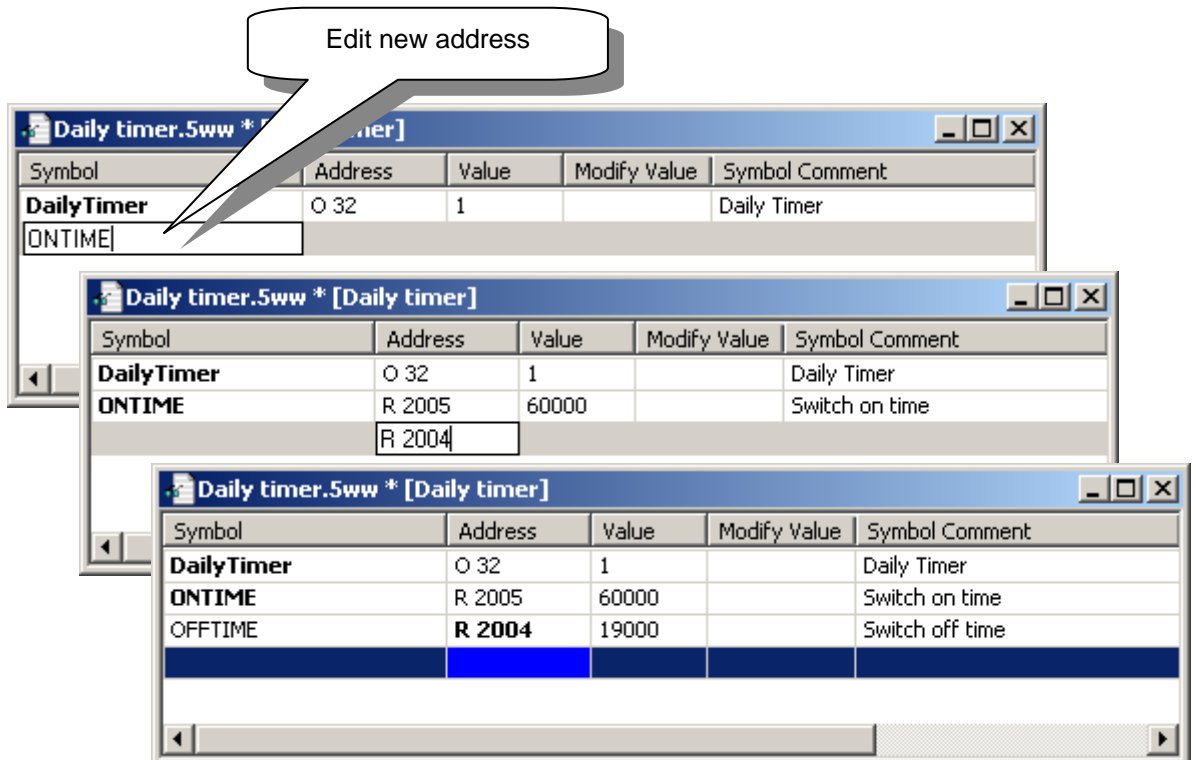 Edit new address
Daily timer.5ww * [ ner]
Symbol Address Value Modify Value Symbol Comment
DailyTimer O 32 1 Daily Timer
ONTIME
Daily timer.5ww * [Daily timer]
Symbol Address Value Modify Value Symbol Comment
DailyTimer O 32 1 Daily Timer
ONTIME R 2005 60000 Switch on time
R 2004
Daily timer.5ww * [Daily timer]
Symbol Address Value Modify Value Symbol Comment
DailyTimer O 32 1 Daily Timer
ONTIME R 2005 60000 Switch on time
OFFTIME R 2004 19000 Switch off time